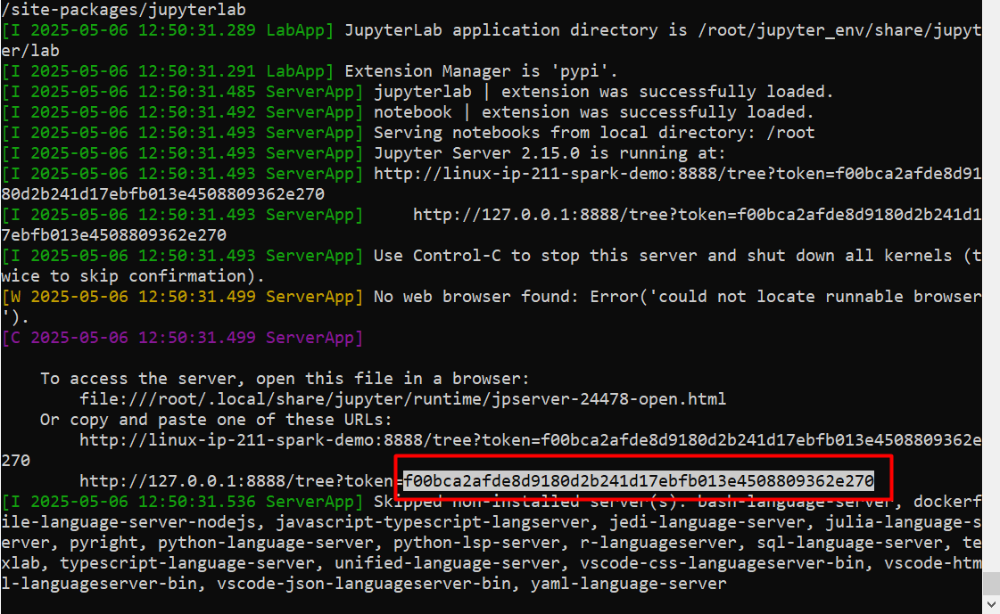 /site-packages/jupyterlab
[I 2025-05-06 12:50:31.289 LabApp] JupyterLab application directory is /root/jupyter_env/share/jupyt
er/lab
[I 2025-05-06 12:50:31.291 LabApp] Extension Manager is 'pypi'.
[I 2025-05-06 12:50:31.485 ServerApp] jupyterlab | extension was successfully loaded.
[I 2025-05-06 12:50:31.492 ServerApp] notebook | extension was successfully loaded.
[I 2025-05-06 12:50:31.493 ServerApp] Serving notebooks from local directory: /root
[I 2025-05-06 12:50:31.493 ServerApp] Jupyter Server 2.15.0 is running at:
[I 2025-05-06 12:50:31.493 ServerApp] http://linux-ip-211-spark-demo:8888/tree?token=f00bca2afde8d91
80d2b241d17ebfb013e4508809362e270
[I 2025-05-06 12:50:31.493 ServerApp]     http://127.0.0.1:8888/tree?token=f00bca2afde8d9180d2b241d1
7ebfb013e4508809362e270
[I 2025-05-06 12:50:31.493 ServerApp] Use Control-C to stop this server and shut down all kernels (t
wice to skip confirmation).
[W 2025-05-06 12:50:31.499 ServerApp] No web browser found: Error('could not locate runnable browser
').
[C 2025-05-06 12:50:31.499 ServerApp]
    To access the server, open this file in a browser:
        file:///root/.local/share/jupyter/runtime/jpserver-24478-open.html
    Or copy and paste one of these URLs:
        http://linux-ip-211-spark-demo:8888/tree?token=f00bca2afde8d9180d2b241d17ebfb013e4508809362e
270
        http://127.0.0.1:8888/tree?token=f00bca2afde8d9180d2b241d17ebfb013e4508809362e270
[I 2025-05-06 12:50:31.536 ServerApp] Skipped non-installed server(s): bash-language-server, dockerf
ile-language-server-nodejs, javascript-typescript-langserver, jedi-language-server, julia-language-s
erver, pyright, python-language-server, python-lsp-server, r-languageserver, sql-language-server, te
xlab, typescript-language-server, unified-language-server, vscode-css-languageserver-bin, vscode-htm
l-languageserver-bin, vscode-json-languageserver-bin, yaml-language-server